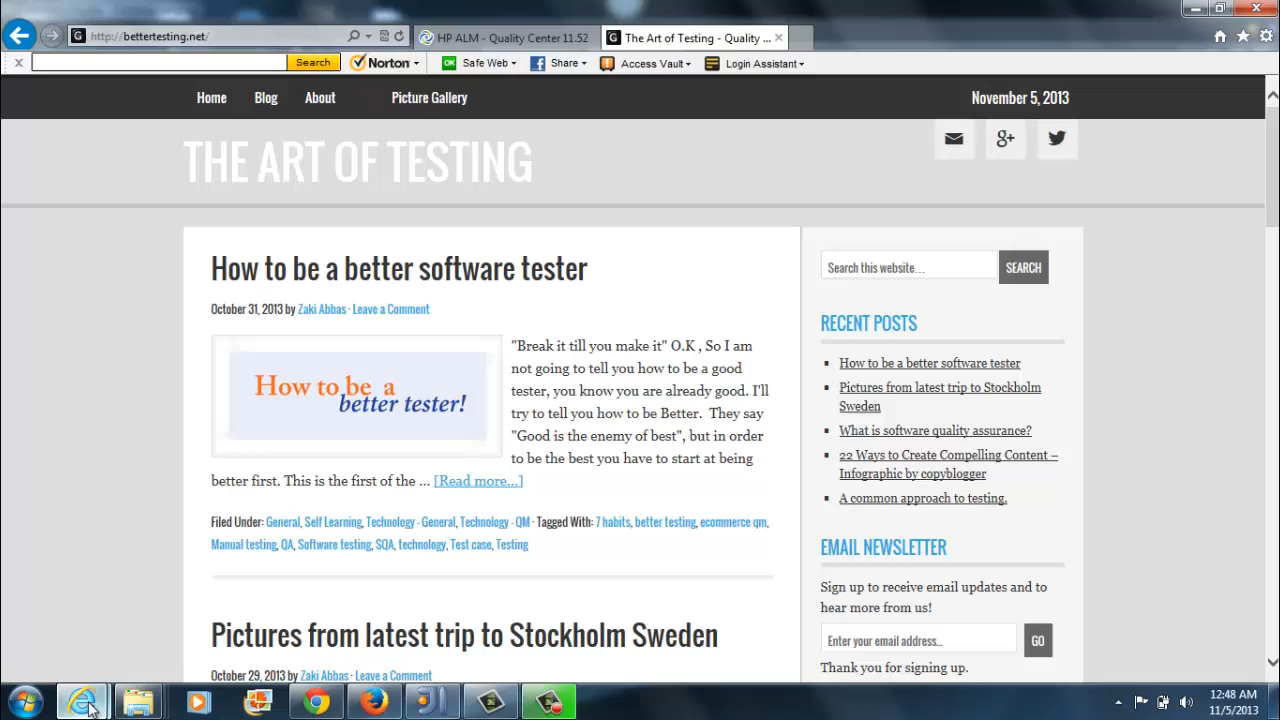 http://bettertesting.net/
HP ALM - Quality Center 11.52
The Art of Testing - Quality ...
Search
Norton
OK Safe Web
Share
Access Vault
Login Assistant
Home Blog About Picture Gallery
November 5, 2013
THE ART OF TESTING
How to be a better software tester
October 31, 2013 by Zaki Abbas · Leave a Comment
How to be a
better tester!
"Break it till you make it" O.K , So I am
not going to tell you how to be a good
tester, you know you are already good. I'll
try to tell you how to be Better. They say
"Good is the enemy of best", but in order
to be the best you have to start at being
better first. This is the first of the ... [Read more...]
Filed Under: General, Self Learning, Technology - General, Technology - QM · Tagged With: 7 habits, better testing, ecommerce qm,
Manual testing, QA, Software testing, SQA, technology, Test case, Testing
Pictures from latest trip to Stockholm Sweden
October 29, 2013 by Zaki Abbas · Leave a Comment
Search this website...
SEARCH
RECENT POSTS
How to be a better software tester
Pictures from latest trip to Stockholm
Sweden
What is software quality assurance?
22 Ways to Create Compelling Content –
Infographic by copyblogger
A common approach to testing.
EMAIL NEWSLETTER
Sign up to receive email updates and to
hear more from us!
Enter your email address...
GO
Thank you for signing up.
12:48 AM
11/5/2013